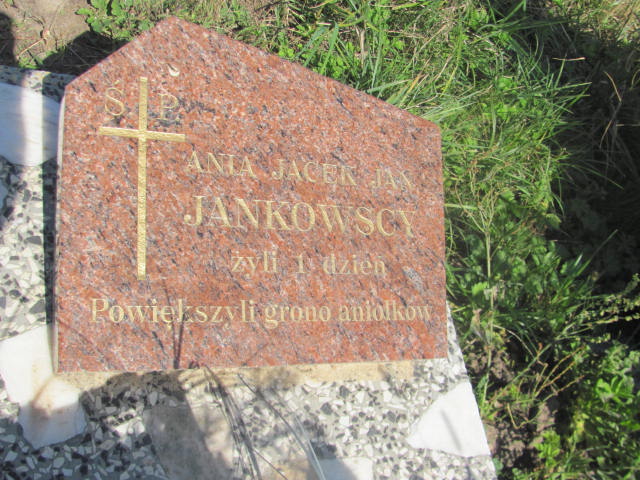 Ś P
ANIA JACEK JAN
JANKOWSCY
żyli 1 dzień
Powiększyli grono aniołków